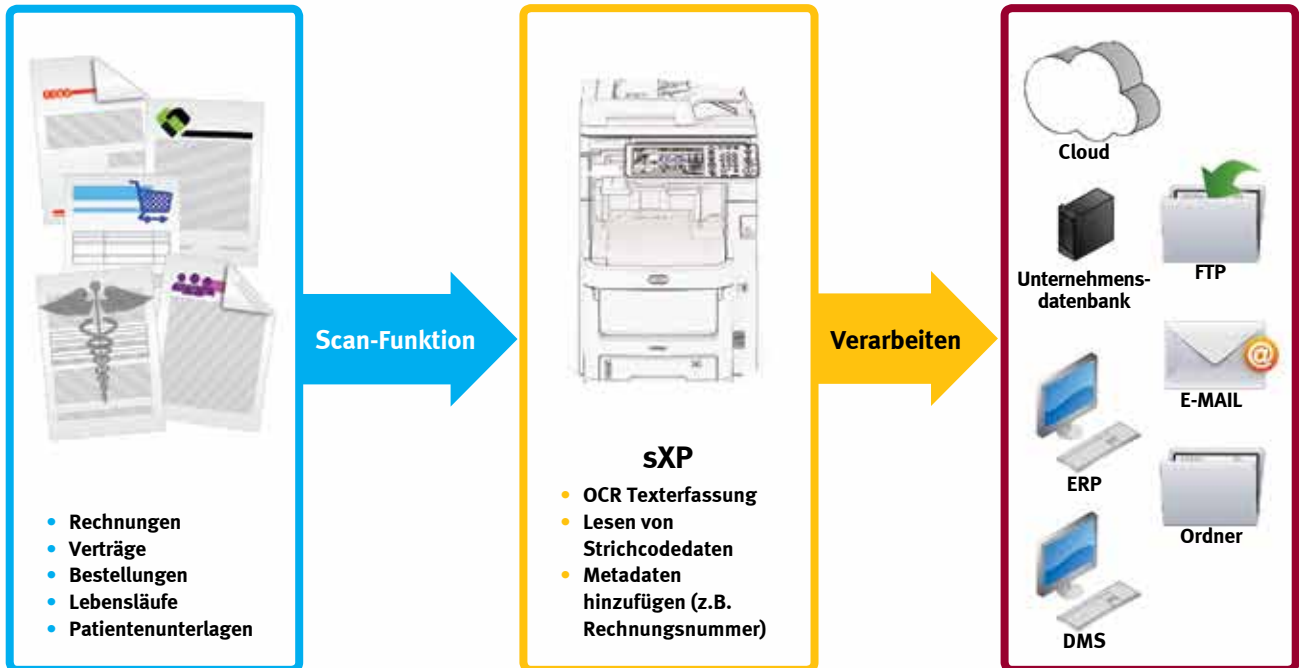 Rechnungen
Verträge
Bestellungen
Lebensläufe
Patientenunterlagen
Scan-Funktion
sXP
OCR Texterfassung
Lesen von
Strichcodedaten
Metadaten
hinzufügen (z.B.
Rechnungsnummer)
Verarbeiten
Cloud
Unternehmens-
datenbank
FTP
@
E-MAIL
ERP
Ordner
DMS